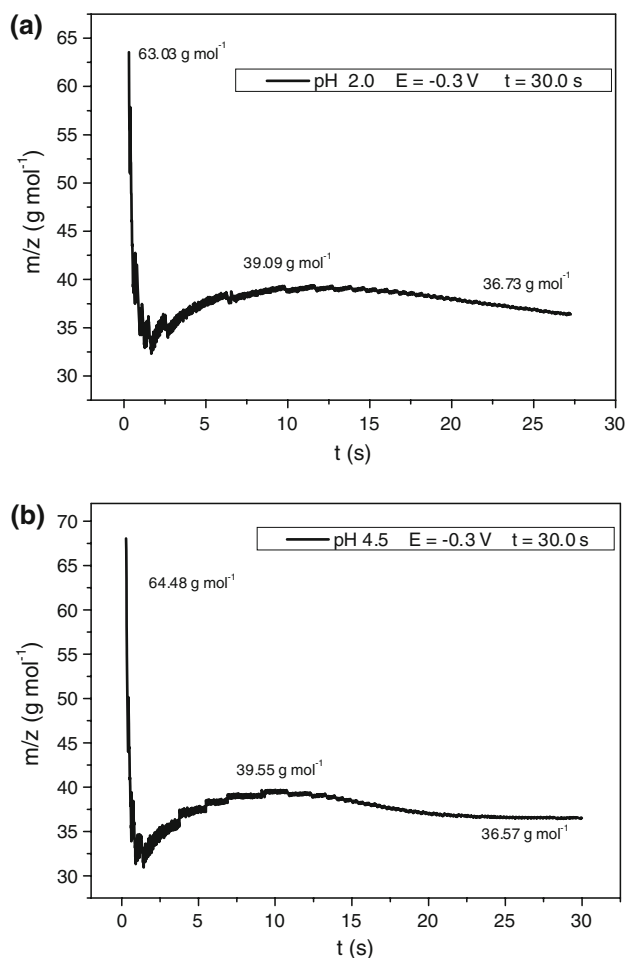 (a)
65
60
55
50
45
40
35
30
m/z (g mol⁻¹)
63.03 g mol⁻¹
pH 2.0 E = -0.3 V t = 30.0 s
39.09 g mol⁻¹
36.73 g mol⁻¹
0 5 10 15 20 25 30
t (s)
(b)
70
65
60
55
50
45
40
35
30
m/z (g mol⁻¹)
64.48 g mol⁻¹
pH 4.5 E = -0.3 V t = 30.0 s
39.55 g mol⁻¹
36.57 g mol⁻¹
0 5 10 15 20 25 30
t (s)